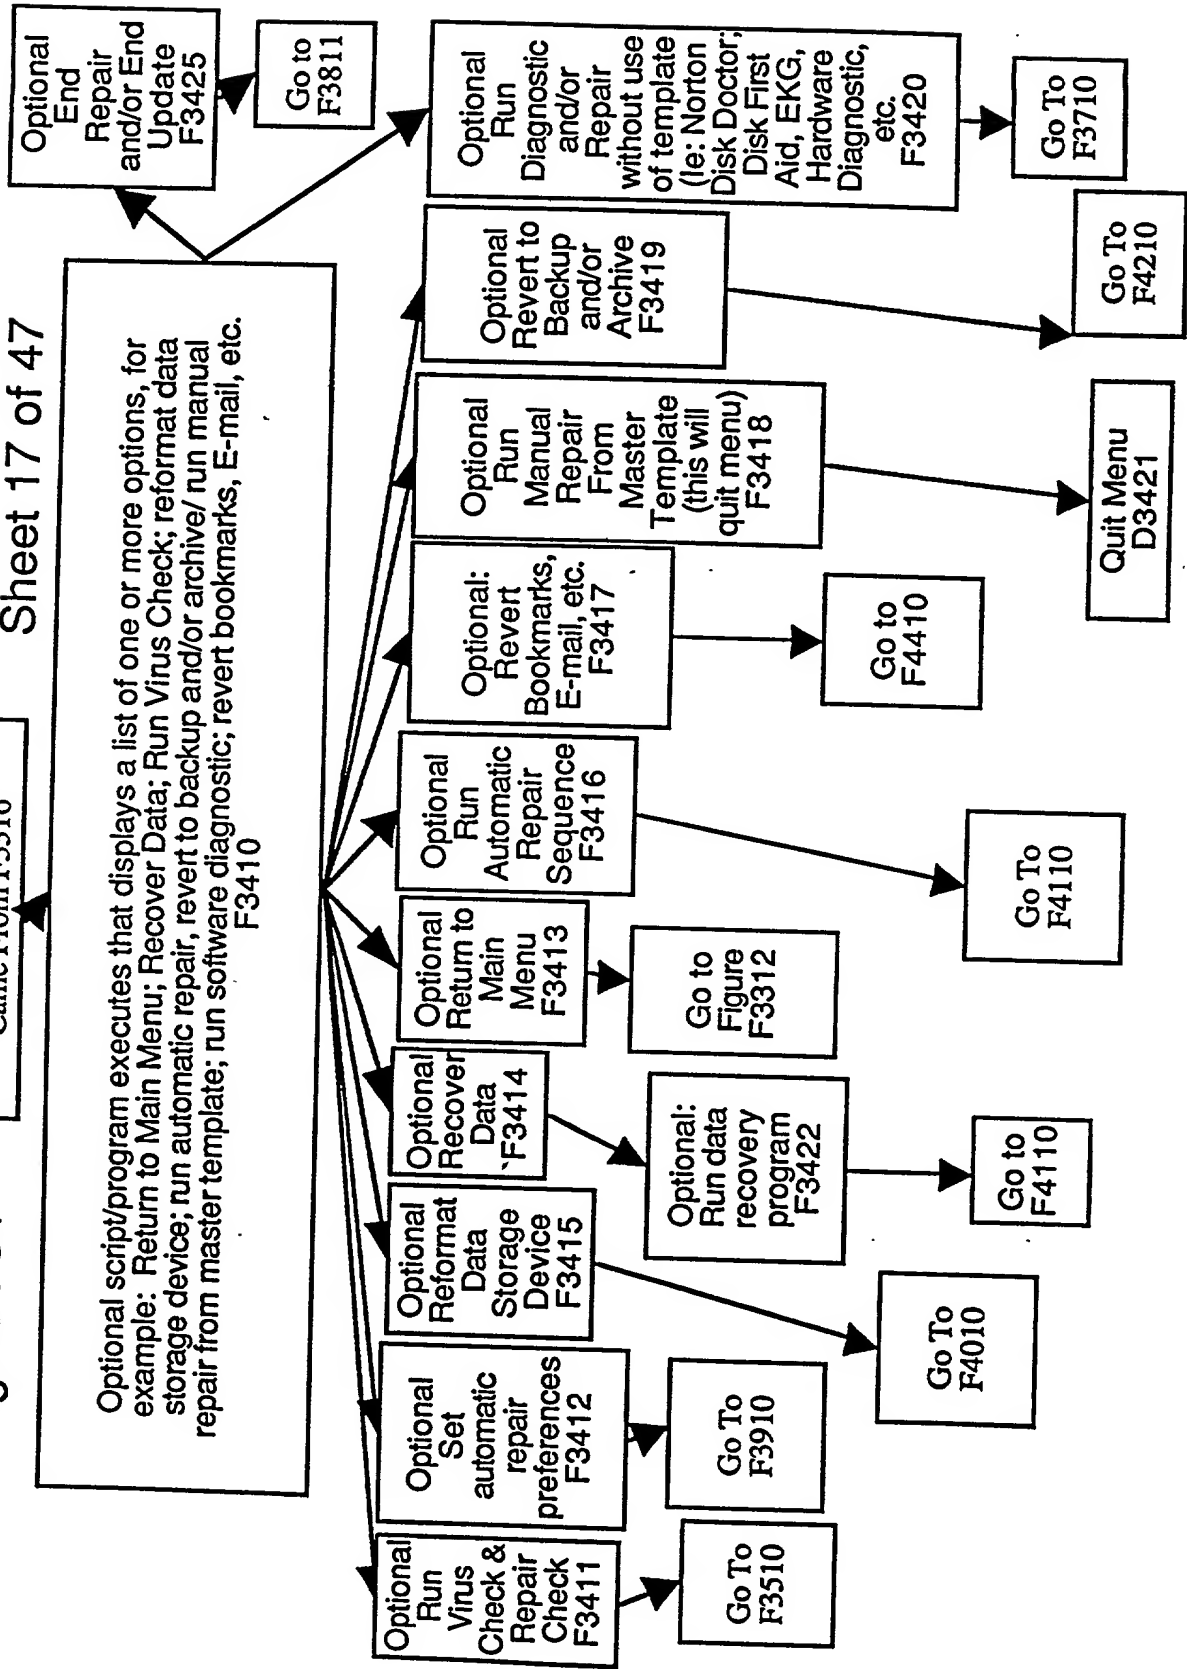 Sheet 17 of 47
Optional script/program executes that displays a list of one or more options, for
example: Return to Main Menu; Recover Data; Run Virus Check; reformat data
storage device; run automatic repair, revert to backup and/or archive/ run manual
repair from master template; run software diagnostic; revert bookmarks, E-mail, etc.
F3410
Optional
End
Repair
and/or End
Update
F3425
Go to
F3811
Optional
Run
Virus
Check &
Repair
Check
F3411
Go To
F3510
Optional
Set
automatic
repair
preferences
F3412
Go To
F3910
Optional
Reformat
Data
Storage
Device
F3415
Go To
F4010
Optional
Recover
Data
F3414
Optional:
Run data
recovery
program
F3422
Go to
F4110
Optional
Return to
Main
Menu
F3413
Go to
Figure
F3312
Optional
Run
Automatic
Repair
Sequence
F3416
Go To
F4110
Optional:
Revert
Bookmarks,
E-mail, etc.
F3417
Go to
F4410
Optional
Run
Manual
Repair
From
Master
Template
(this will
quit menu)
F3418
Quit Menu
D3421
Optional
Revert to
Backup
and/or
Archive
F3419
Go To
F4210
Optional
Run
Diagnostic
and/or
Repair
without use
of template
(Ie: Norton
Disk Doctor;
Disk First
Aid, EKG,
Hardware
Diagnostic,
etc.
F3420
Go To
F3710